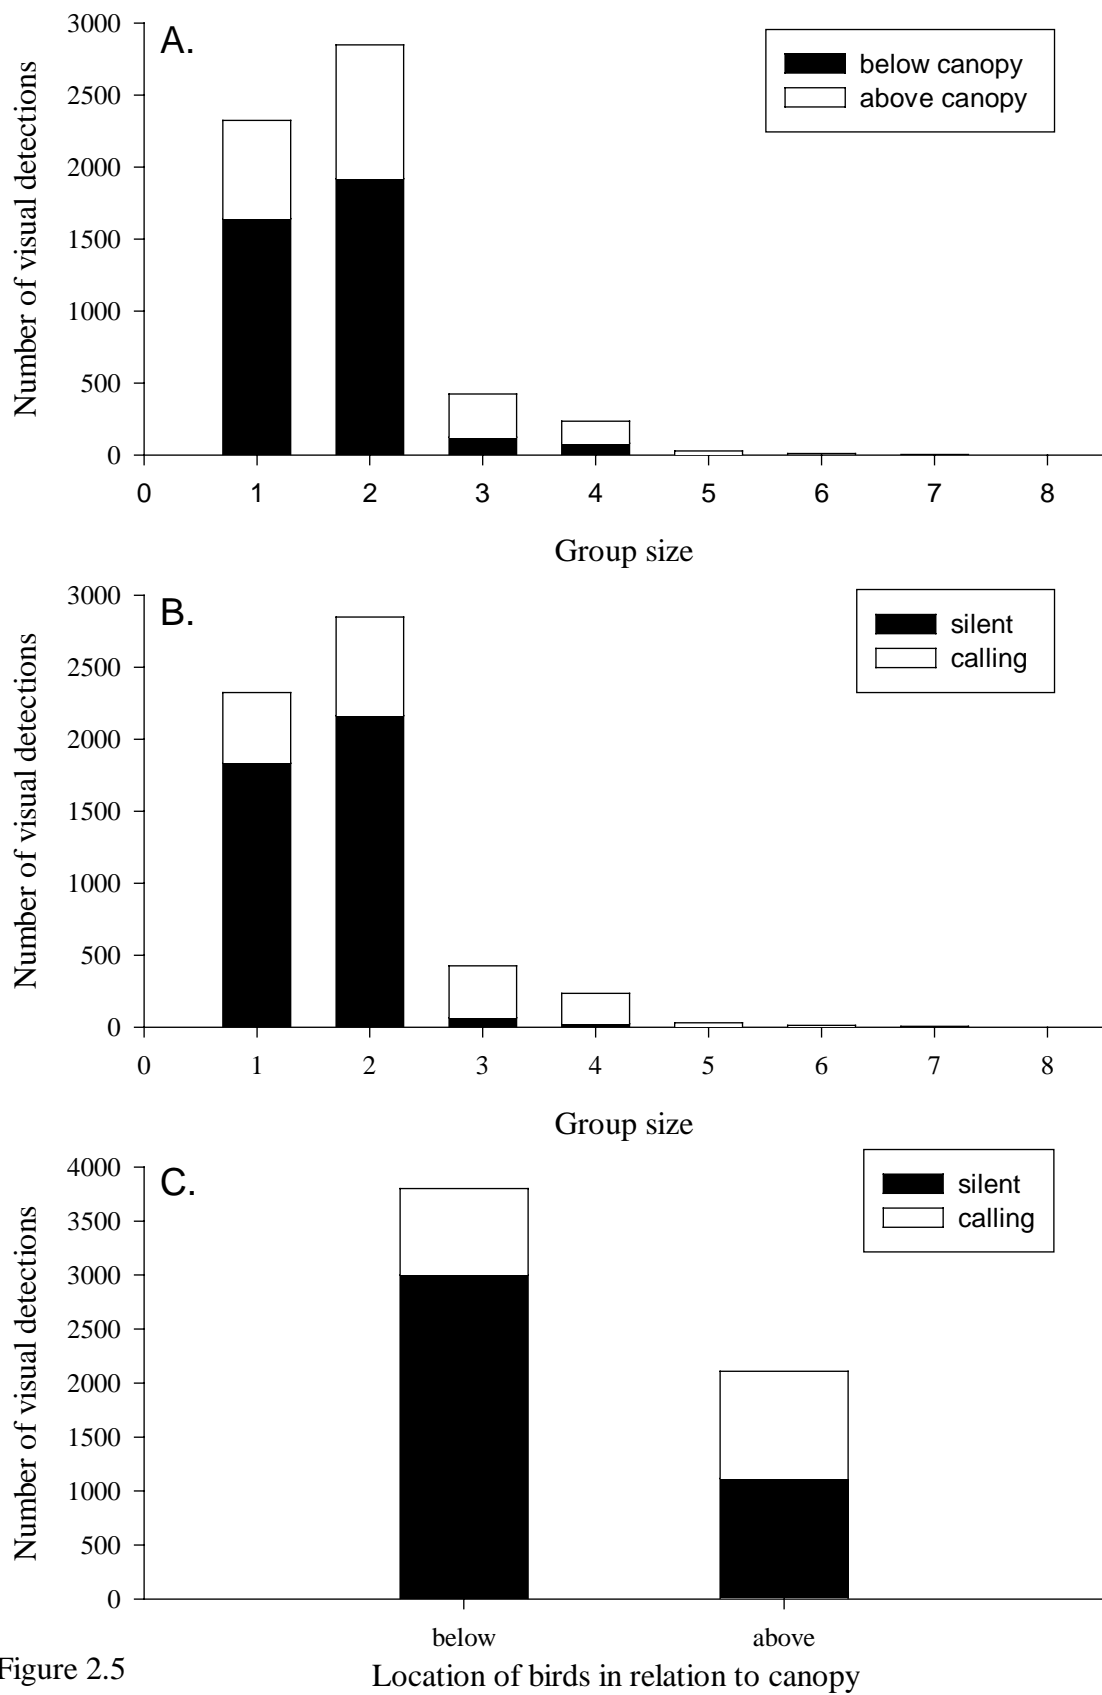 A.
below canopy
above canopy
3000
2500
2000
1500
1000
500
0
Number of visual detections
0 1 2 3 4 5 6 7 8
Group size
B.
silent
calling
3000
2500
2000
1500
1000
500
0
Number of visual detections
0 1 2 3 4 5 6 7 8
Group size
C.
silent
calling
4000
3500
3000
2500
2000
1500
1000
500
0
Number of visual detections
below above
Location of birds in relation to canopy
Figure 2.5